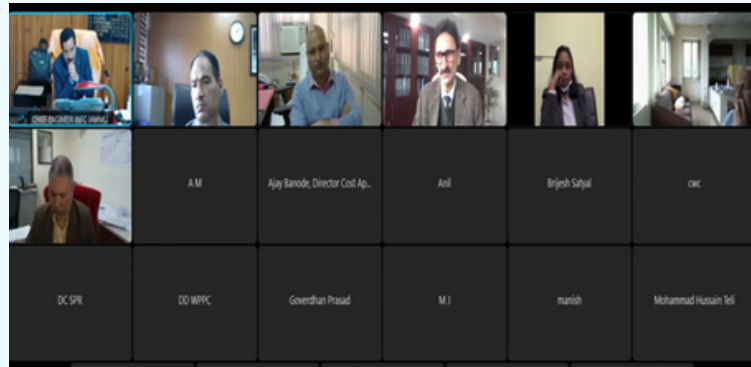 CHIEF ENGINEER I&FC JAMMU
A M
Ajay Banode, Director Cost Ap...
Anil
Brijesh Satyal
cwc
DC SPR
DD WPPC
Goverdhan Prasad
M J
manish
Mohammad Hussain Teli